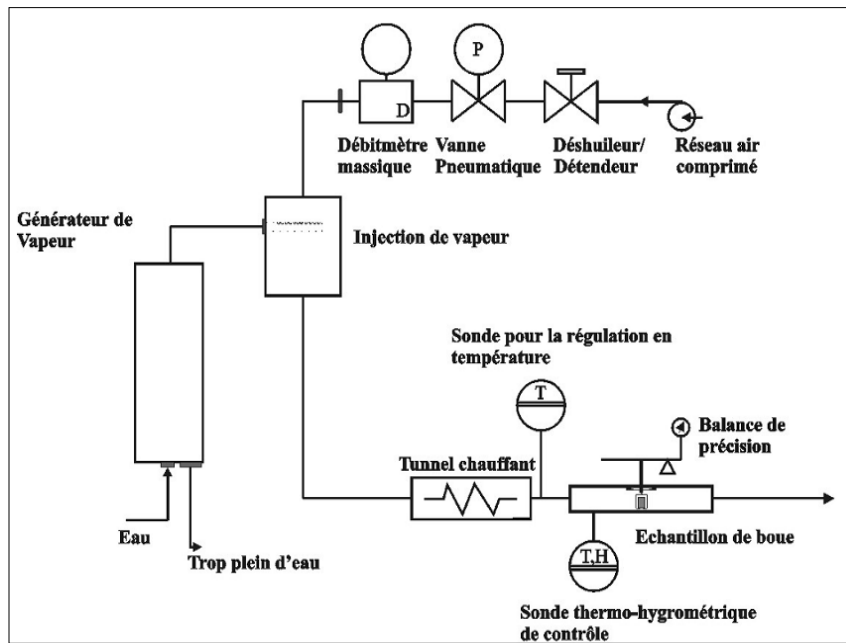 P
D
Débitmètre
massique
Vanne
Pneumatique
Déshuileur/
Détendeur
Réseau air
comprimé
Générateur de
Vapeur
Injection de vapeur
Sonde pour la régulation en
température
T
Balance de
précision
Tunnel chauffant
Eau
Trop plein d'eau
Echantillon de boue
T,H
Sonde thermo-hygrométrique
de contrôle